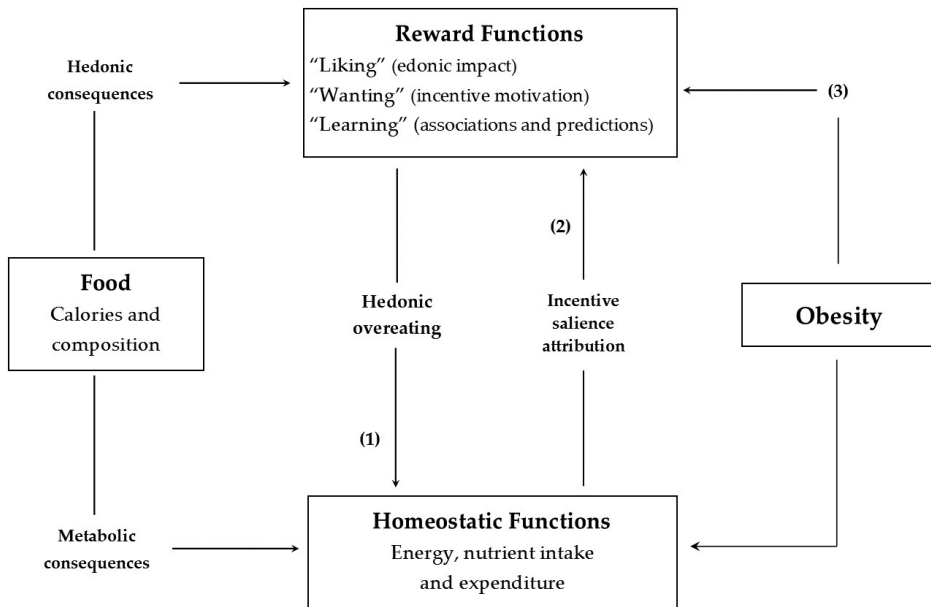 Reward Functions
“Liking” (edonic impact)
“Wanting” (incentive motivation)
“Learning” (associations and predictions)
Hedonic
consequences
(3)
(2)
Food
Calories and
composition
Hedonic
overeating
Incentive
salience
attribution
Obesity
(1)
Metabolic
consequences
Homeostatic Functions
Energy, nutrient intake
and expenditure